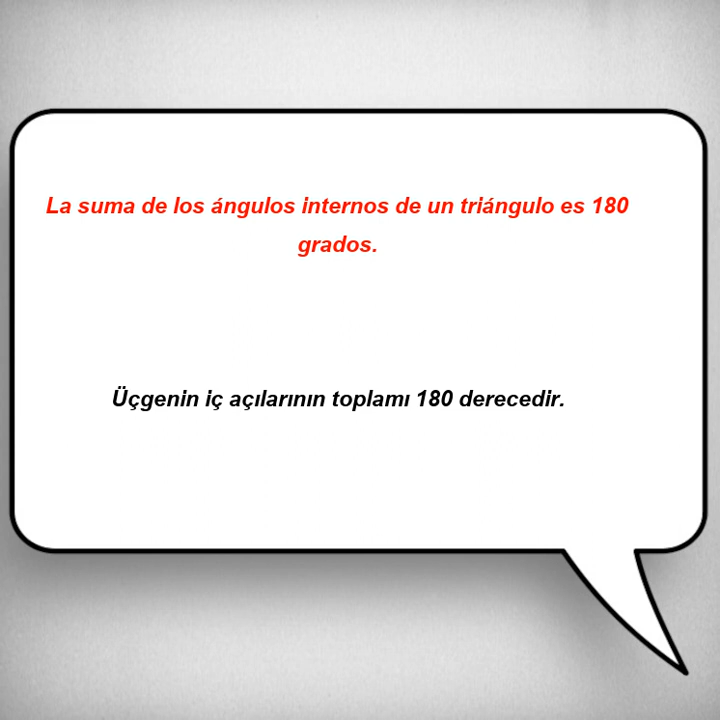 La suma de los ángulos internos de un triángulo es 180
grados.
Üçgenin iç açılarının toplamı 180 derecedir.